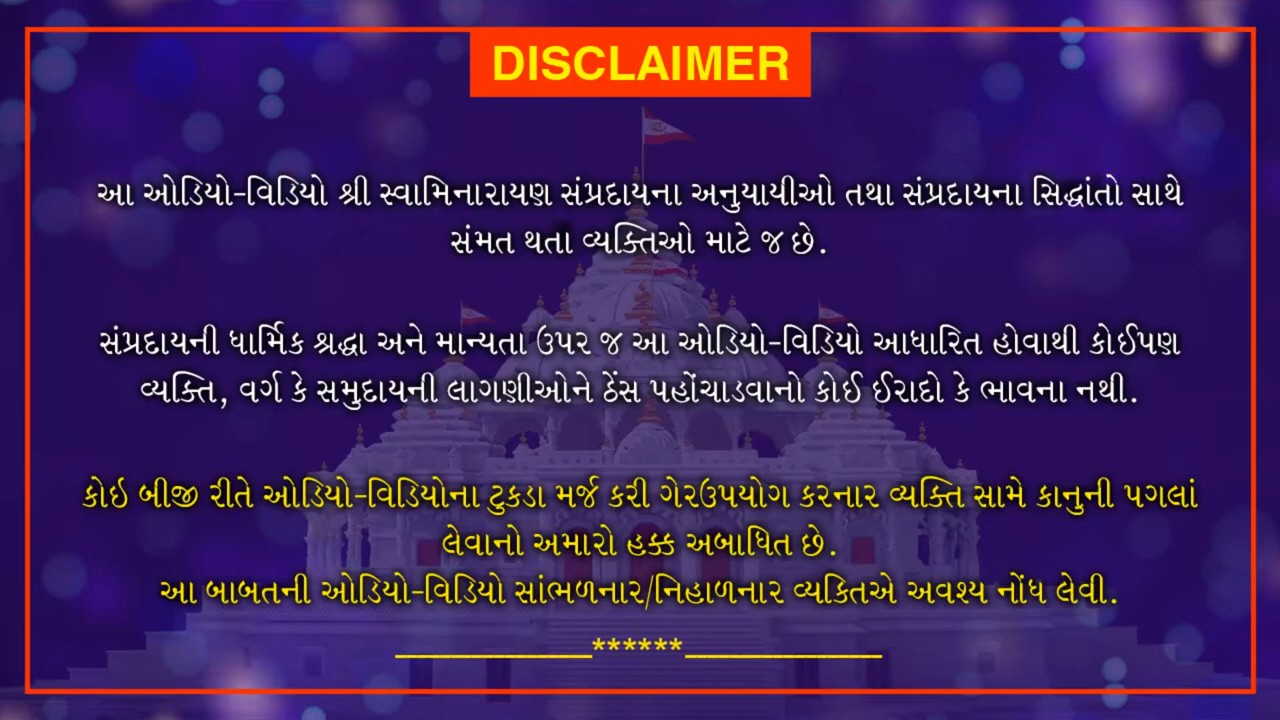 DISCLAIMER
આ ઓડિયો-વિડિયો શ્રી સ્વામિનારાયણ સંપ્રદાયના અનુયાયીઓ તથા સંપ્રદાયના સિદ્ધાંતો સાથે
સંમત થતા વ્યક્તિઓ માટે જ છે.
સંપ્રદાયની ધાર્મિક શ્રદ્ધા અને માન્યતા ઉપર જ આ ઓડિયો-વિડિયો આધારિત હોવાથી કોઈપણ
વ્યક્તિ, વર્ગ કે સમુદાયની લાગણીઓને ઠેંસ પહોંચાડવાનો કોઈ ઈરાદો કે ભાવના નથી.
કોઇ બીજી રીતે ઓડિયો-વિડિયોના ટુકડા મર્જ કરી ગેરઉપયોગ કરનાર વ્યક્તિ સામે કાનુની પગલાં
લેવાનો અમારો હક્ક અબાધિત છે.
આ બાબતની ઓડિયો-વિડિયો સાંભળનાર/નિહાળનાર વ્યકિતએ અવશ્ય નોંધ લેવી.
_______________******_______________